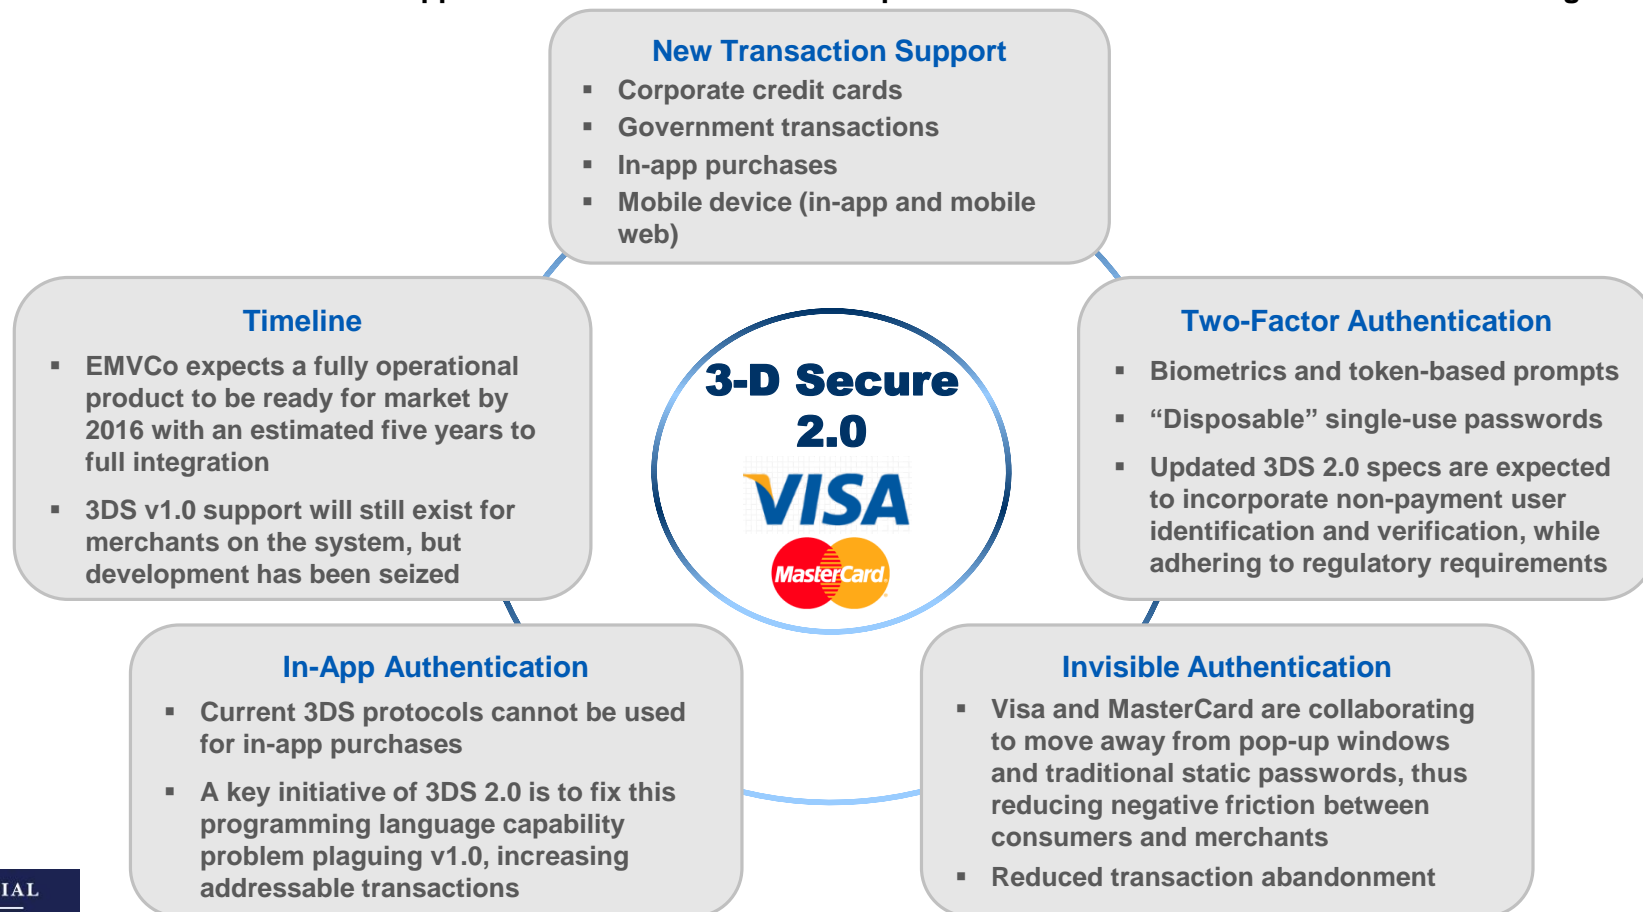 New Transaction Support
▪ Corporate credit cards
▪ Government transactions
▪ In-app purchases
▪ Mobile device (in-app and mobile
web)
Timeline
▪ EMVCo expects a fully operational
product to be ready for market by
2016 with an estimated five years to
full integration
▪ 3DS v1.0 support will still exist for
merchants on the system, but
development has been seized
3-D Secure
2.0
VISA
MasterCard
Two-Factor Authentication
▪ Biometrics and token-based prompts
▪ “Disposable” single-use passwords
▪ Updated 3DS 2.0 specs are expected
to incorporate non-payment user
identification and verification, while
adhering to regulatory requirements
In-App Authentication
▪ Current 3DS protocols cannot be used
for in-app purchases
▪ A key initiative of 3DS 2.0 is to fix this
programming language capability
problem plaguing v1.0, increasing
addressable transactions
Invisible Authentication
▪ Visa and MasterCard are collaborating
to move away from pop-up windows
and traditional static passwords, thus
reducing negative friction between
consumers and merchants
▪ Reduced transaction abandonment
IAL